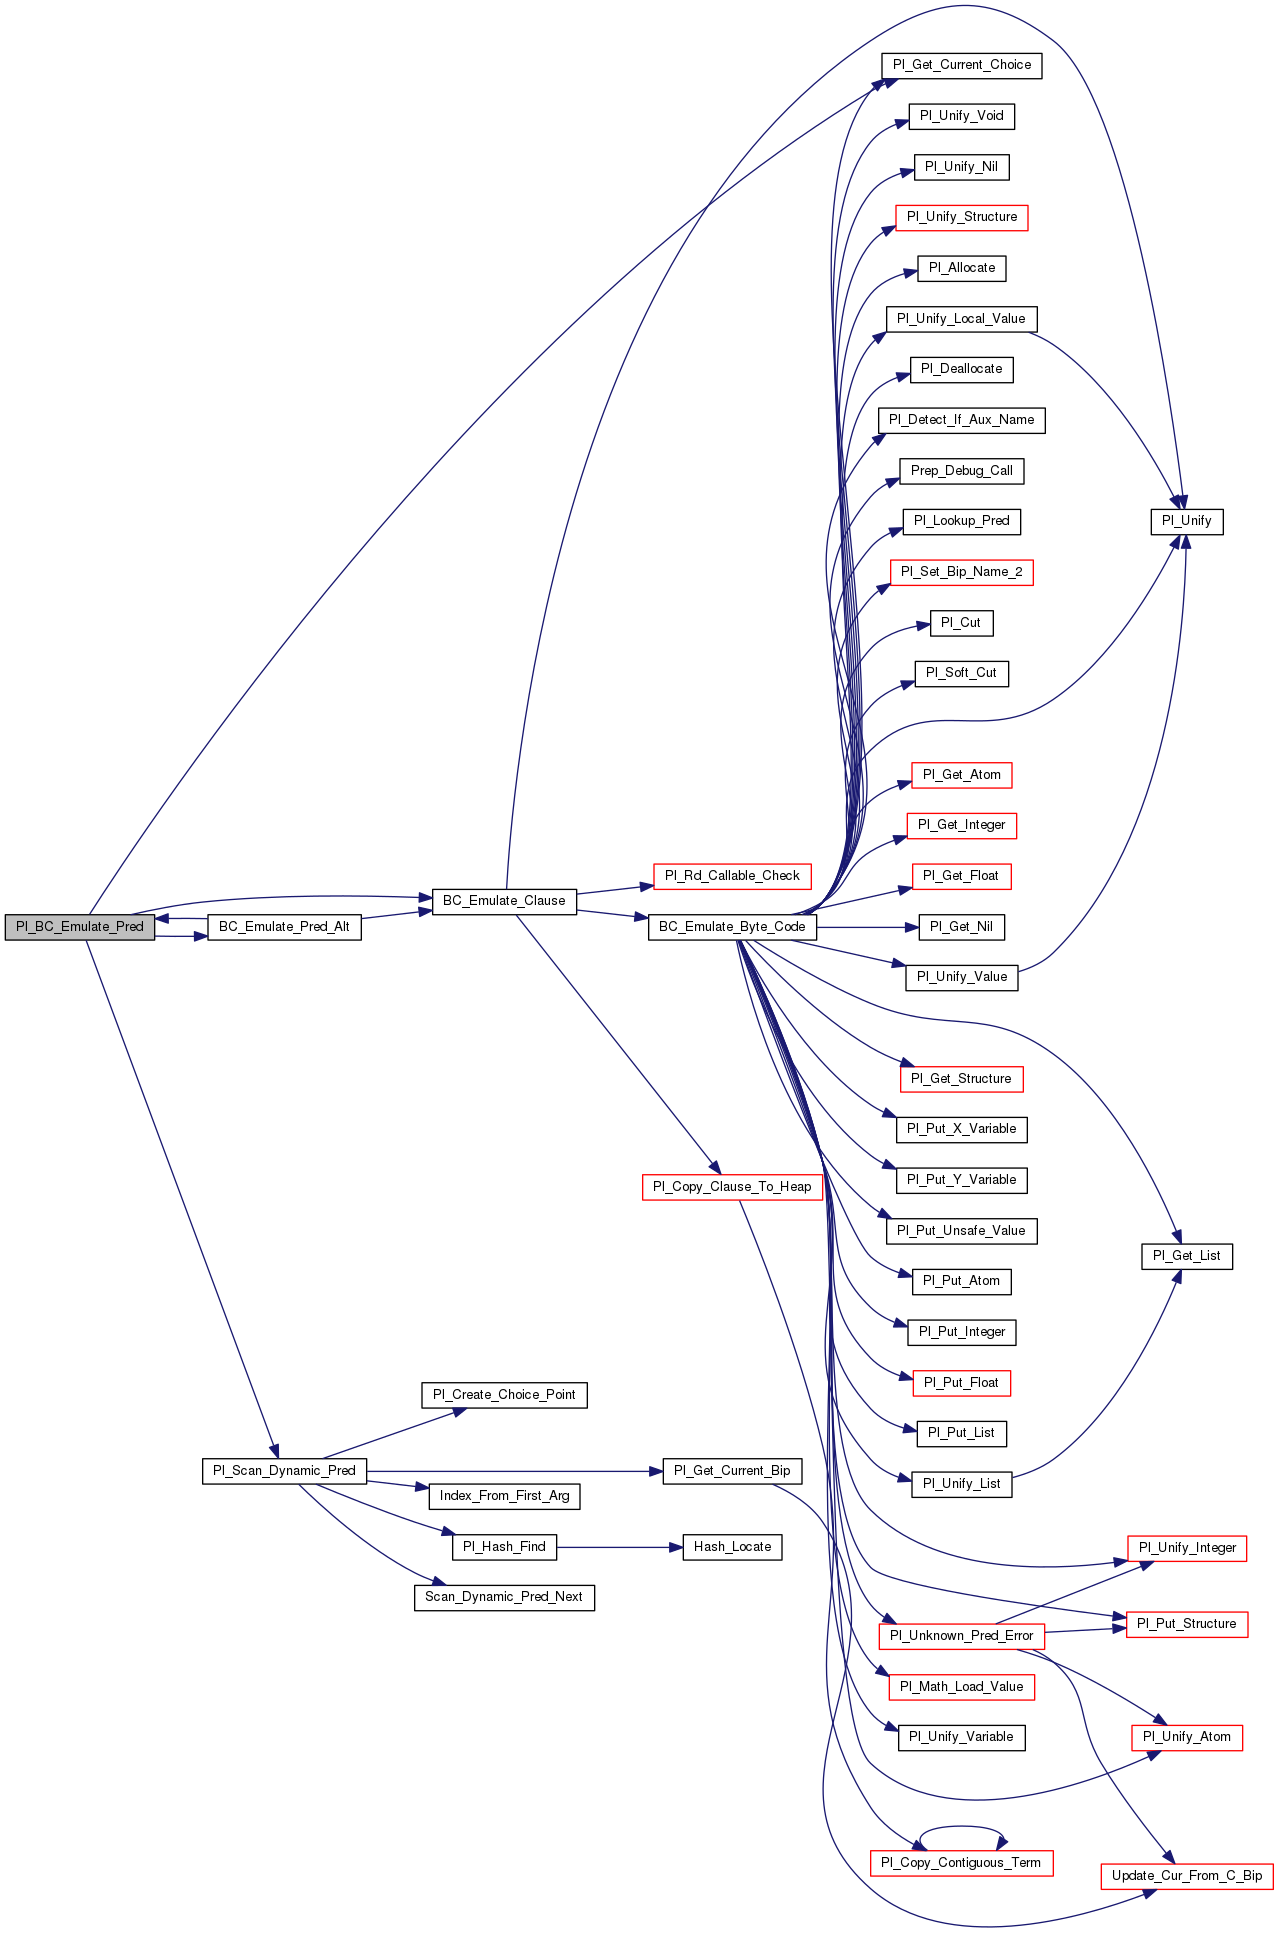 Pl_Get_Current_Choice
Pl_Unify_Void
Pl_Unify_Nil
Pl_Unify_Structure
Pl_Allocate
Pl_Unify_Local_Value
Pl_Deallocate
Pl_Detect_If_Aux_Name
Prep_Debug_Call
Pl_Lookup_Pred
Pl_Unify
Pl_Set_Bip_Name_2
Pl_Cut
Pl_Soft_Cut
Pl_Get_Atom
Pl_Get_Integer
Pl_Rd_Callable_Check
Pl_Get_Float
BC_Emulate_Clause
Pl_BC_Emulate_Pred
BC_Emulate_Pred_Alt
BC_Emulate_Byte_Code
Pl_Get_Nil
Pl_Unify_Value
Pl_Get_Structure
Pl_Put_X_Variable
Pl_Copy_Clause_To_Heap
Pl_Put_Y_Variable
Pl_Put_Unsafe_Value
Pl_Get_List
Pl_Put_Atom
Pl_Put_Integer
Pl_Put_Float
Pl_Create_Choice_Point
Pl_Put_List
Pl_Scan_Dynamic_Pred
Pl_Get_Current_Bip
Pl_Unify_List
Index_From_First_Arg
Pl_Hash_Find
Hash_Locate
Pl_Unify_Integer
Scan_Dynamic_Pred_Next
Pl_Put_Structure
Pl_Unknown_Pred_Error
Pl_Math_Load_Value
Pl_Unify_Variable
Pl_Unify_Atom
Pl_Copy_Contiguous_Term
Update_Cur_From_C_Bip